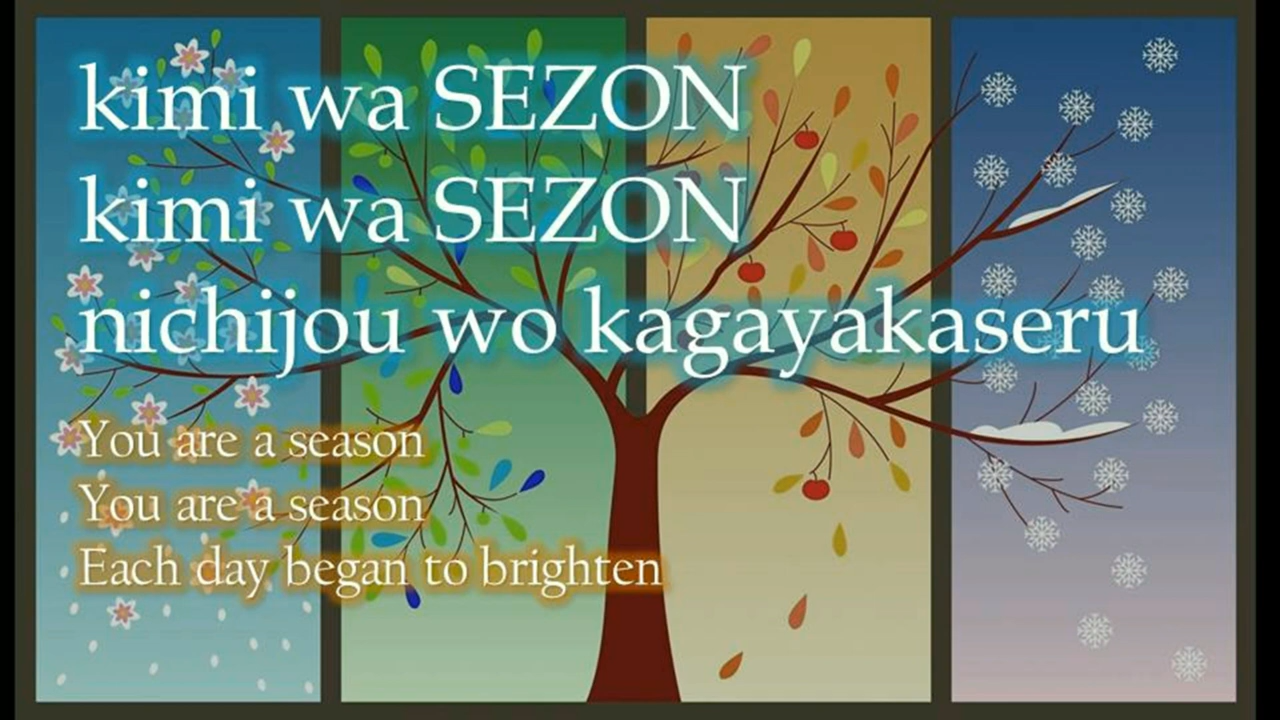 kimi wa SEZON
kimi wa SEZON
nichijou wo kagayakaseru
You are a season
You are a season
Each day began to brighten